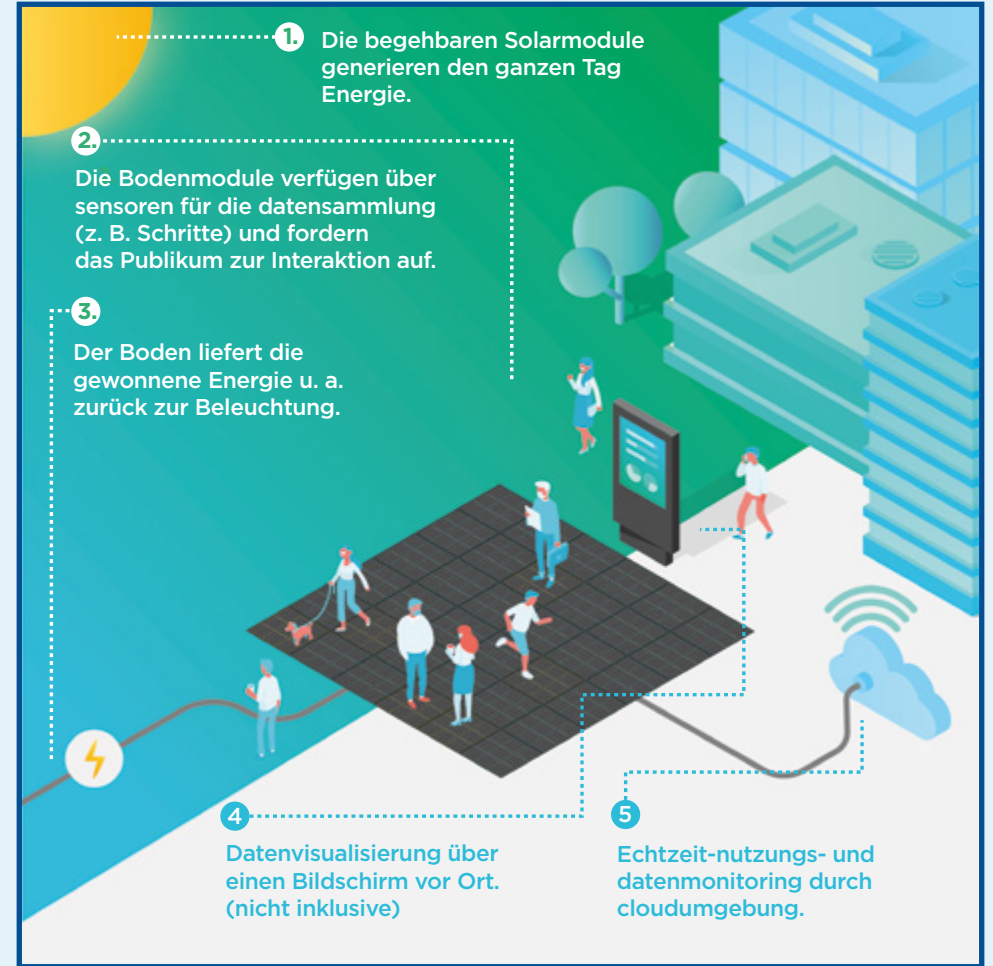 1. Die begehbaren Solarmodule
generieren den ganzen Tag
Energie.
2.
Die Bodenmodule verfügen über
sensoren für die datensammlung
(z. B. Schritte) und fordern
das Publikum zur Interaktion auf.
3.
Der Boden liefert die
gewonnene Energie u. a.
zurück zur Beleuchtung.
4
Datenvisualisierung über
einen Bildschirm vor Ort.
(nicht inklusive)
5
Echtzeit-nutzungs- und
datenmonitoring durch
cloudumgebung.